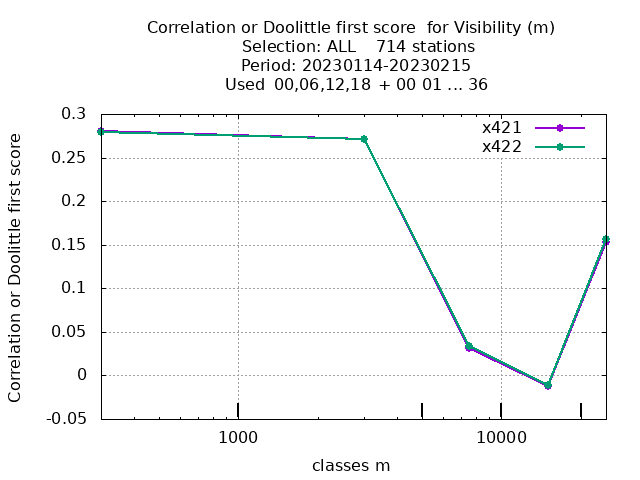 Correlation or Doolittle first score  for Visibility (m)
Selection: ALL    714 stations
Period: 20230114-20230215
Used  00,06,12,18 + 00 01 ... 36
x421
x422
Correlation or Doolittle first score
0.3
0.25
0.2
0.15
0.1
0.05
0
-0.05
1000 10000
classes m